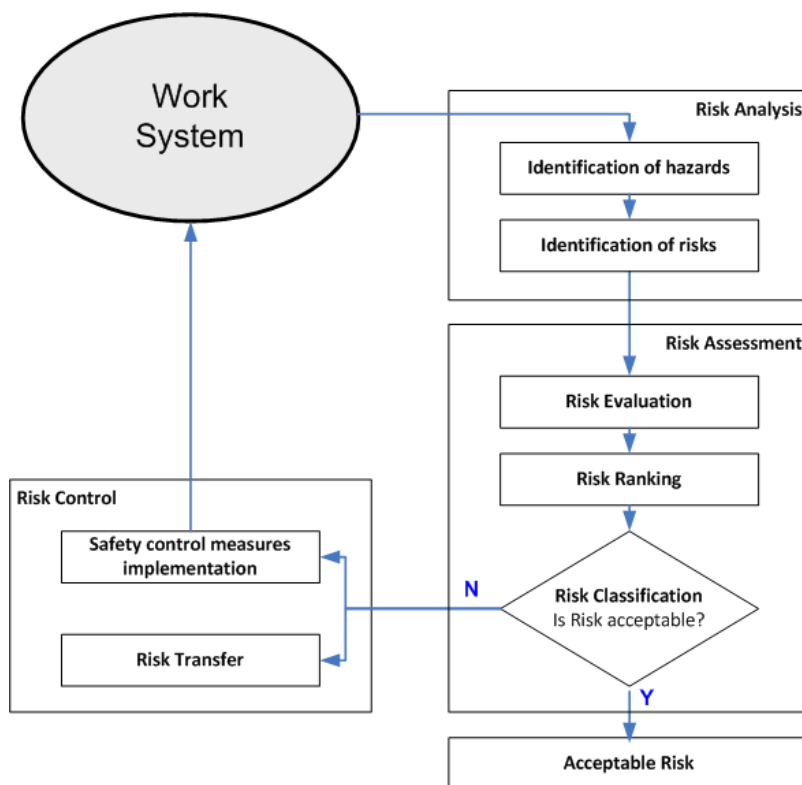 Work
System
Risk Analysis
Identification of hazards
Identification of risks
Risk Assessment
Risk Evaluation
Risk Ranking
Risk Control
Safety control measures
implementation
N
Risk Classification
Is Risk acceptable?
Risk Transfer
Y
Acceptable Risk